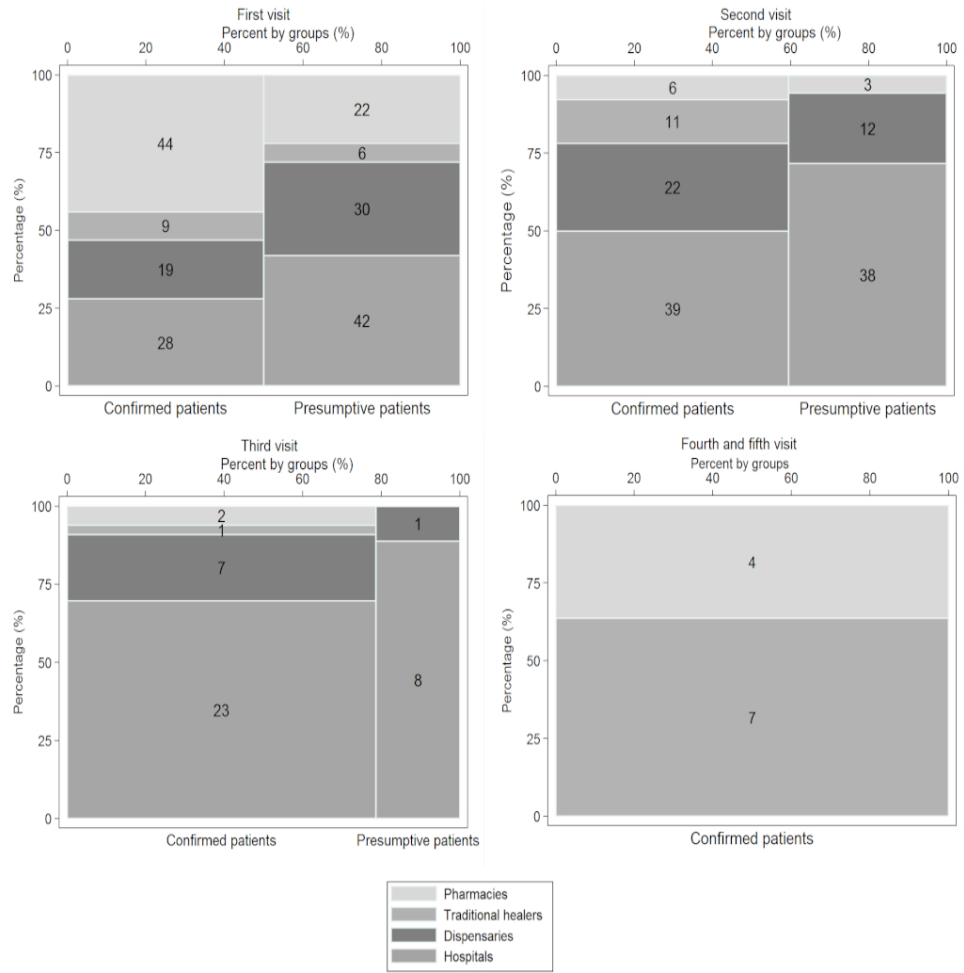 First visit
Percent by groups (%)
0 20 40 60 80 100
Percentage (%)
100
75
50
25
0
44
9
19
28
22
6
30
42
Confirmed patients Presumptive patients
Second visit
Percent by groups (%)
0 20 40 60 80 100
Percentage (%)
100
75
50
25
0
6
11
22
39
3
12
38
Confirmed patients Presumptive patients
Third visit
Percent by groups (%)
0 20 40 60 80 100
Percentage (%)
100
75
50
25
0
2
1
7
23
1
8
Confirmed patients Presumptive patients
Fourth and fifth visit
Percent by groups
0 20 40 60 80 100
Percentage (%)
100
75
50
25
0
4
7
Confirmed patients
Pharmacies
Traditional healers
Dispensaries
Hospitals